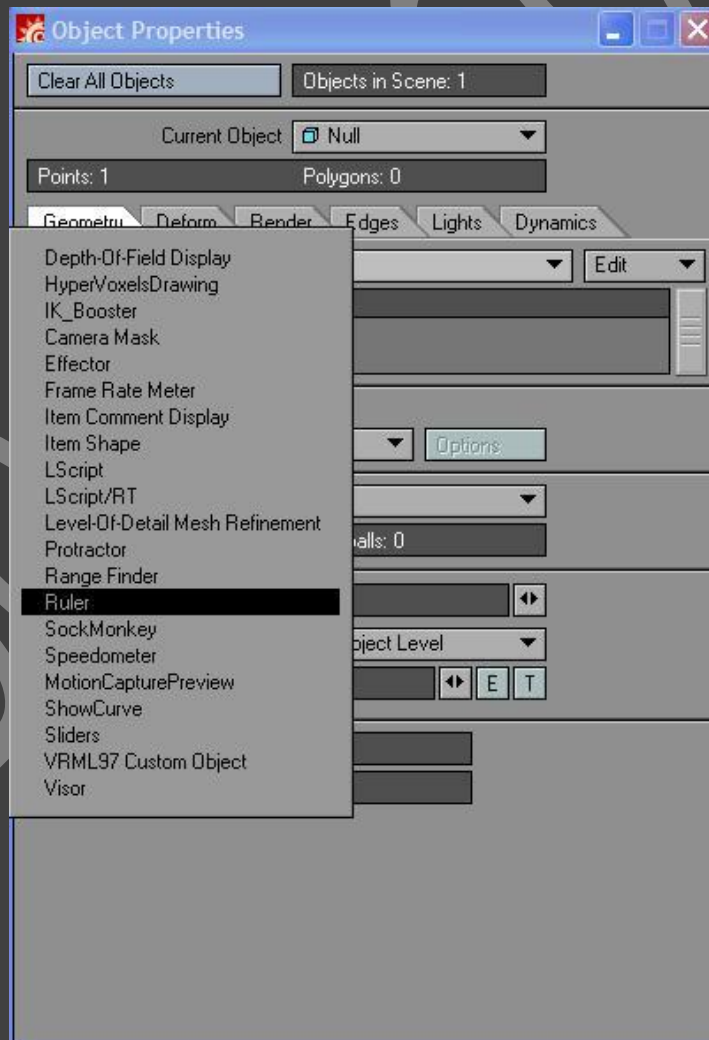 Object Properties
Clear All Objects Objects in Scene: 1
Current Object Null
Points: 1 Polygons: 0
Geometry Deform Render Edges Lights Dynamics
Edit
Depth-Of-Field Display
HyperVoxelsDrawing
IK_Booster
Camera Mask
Effector
Frame Rate Meter
Item Comment Display
Item Shape
Options
LScript
LScript/RT
Level-Of-Detail Mesh Refinement
Protractor
alls: 0
Range Finder
Ruler
SockMonkey
bject Level
Speedometer
MotionCapturePreview
E T
ShowCurve
Sliders
VRML97 Custom Object
Visor